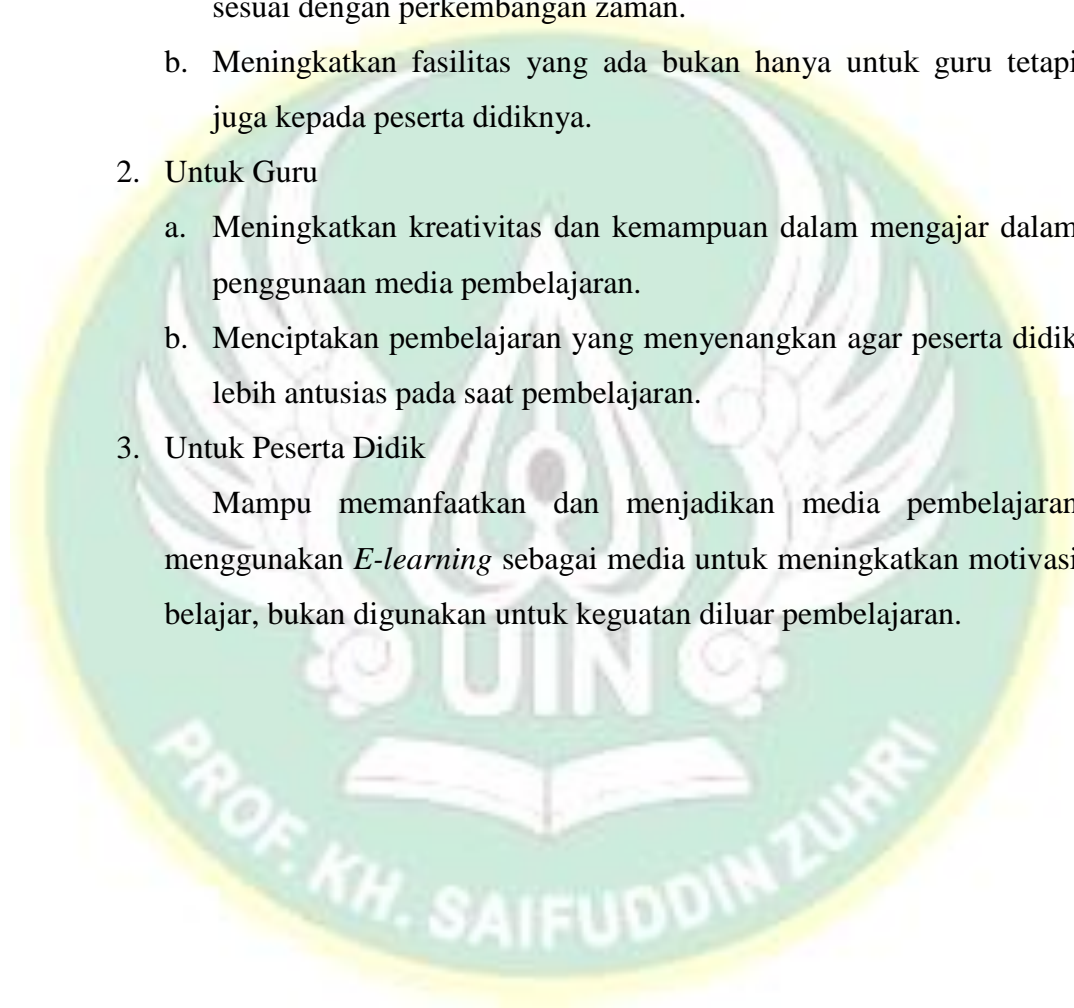 sesuai dengan perkembangan zaman.
b. Meningkatkan fasilitas yang ada bukan hanya untuk guru tetapi
juga kepada peserta didiknya.
2. Untuk Guru
a. Meningkatkan kreativitas dan kemampuan dalam mengajar dalam
penggunaan media pembelajaran.
b. Menciptakan pembelajaran yang menyenangkan agar peserta didik
lebih antusias pada saat pembelajaran.
3. Untuk Peserta Didik
Mampu memanfaatkan dan menjadikan media pembelajaran
menggunakan E-learning sebagai media untuk meningkatkan motivasi
belajar, bukan digunakan untuk keguatan diluar pembelajaran.
UIN
PROF. KH. SAIFUDDIN ZUHRI